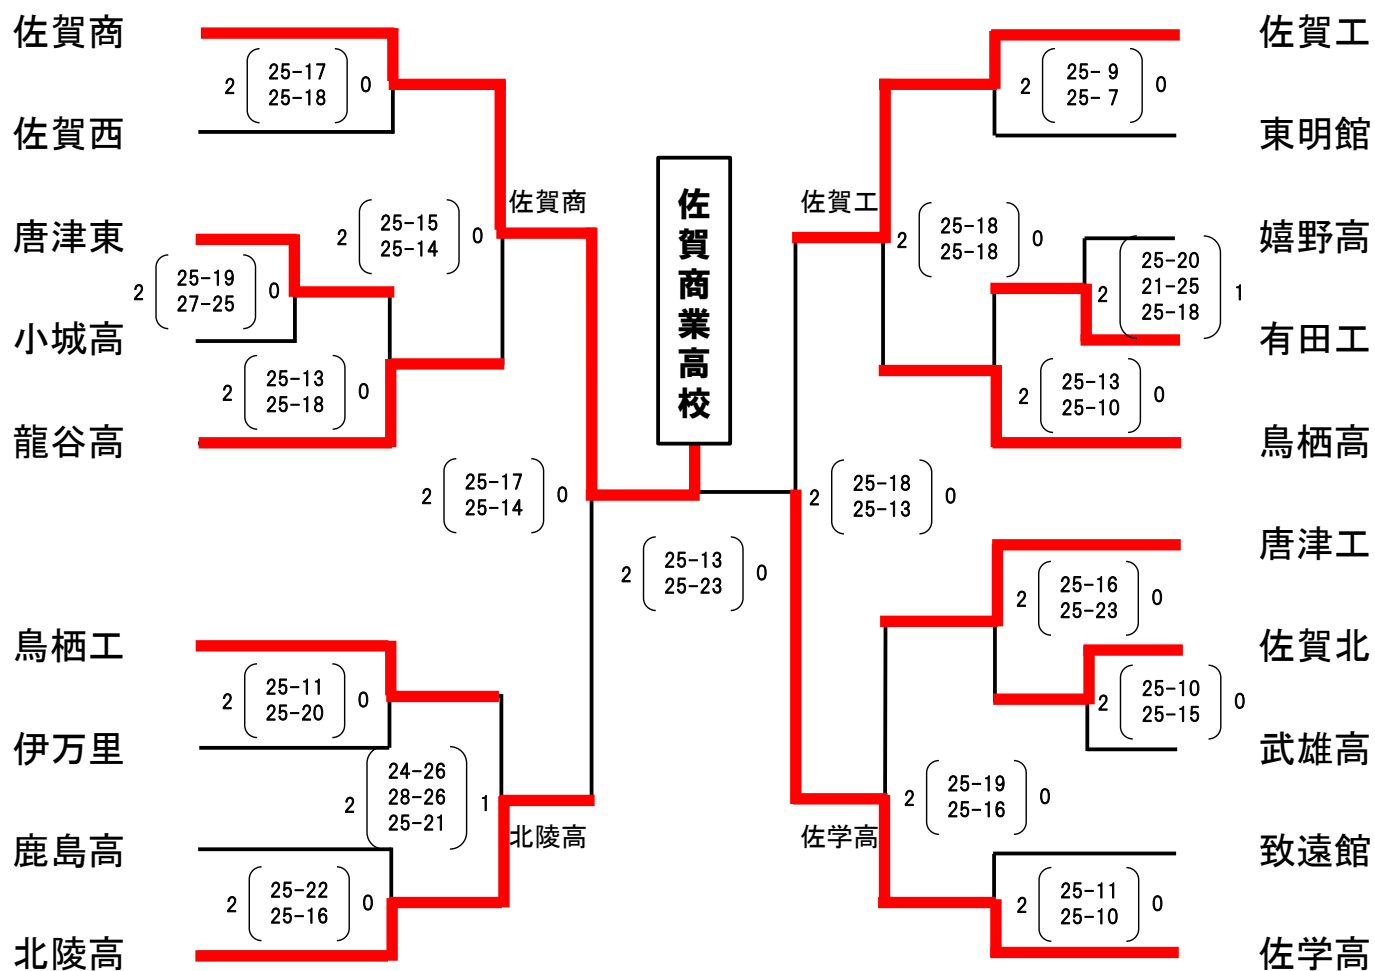 佐賀商
2 25-17 0
25-18
佐賀西
佐賀商
唐津東
2 25-15 0
25-14
2 25-19 0
27-25
小城高
2 25-13 0
25-18
龍谷高
2 25-17 0
25-14
鳥栖工
2 25-11 0
25-20
伊万里
24-26
2 28-26 1
25-21
鹿島高
北陵高
2 25-22 0
25-16
北陵高
佐賀商業高校
2 25-13 0
25-23
佐賀工
2 25- 9 0
25- 7
東明館
佐賀工
2 25-18 0
25-18
嬉野高
25-20
2 21-25 1
25-18
有田工
2 25-13 0
25-10
鳥栖高
2 25-18 0
25-13
唐津工
2 25-16 0
25-23
佐賀北
2 25-10 0
25-15
武雄高
2 25-19 0
25-16
佐学高
致遠館
2 25-11 0
25-10
佐学高